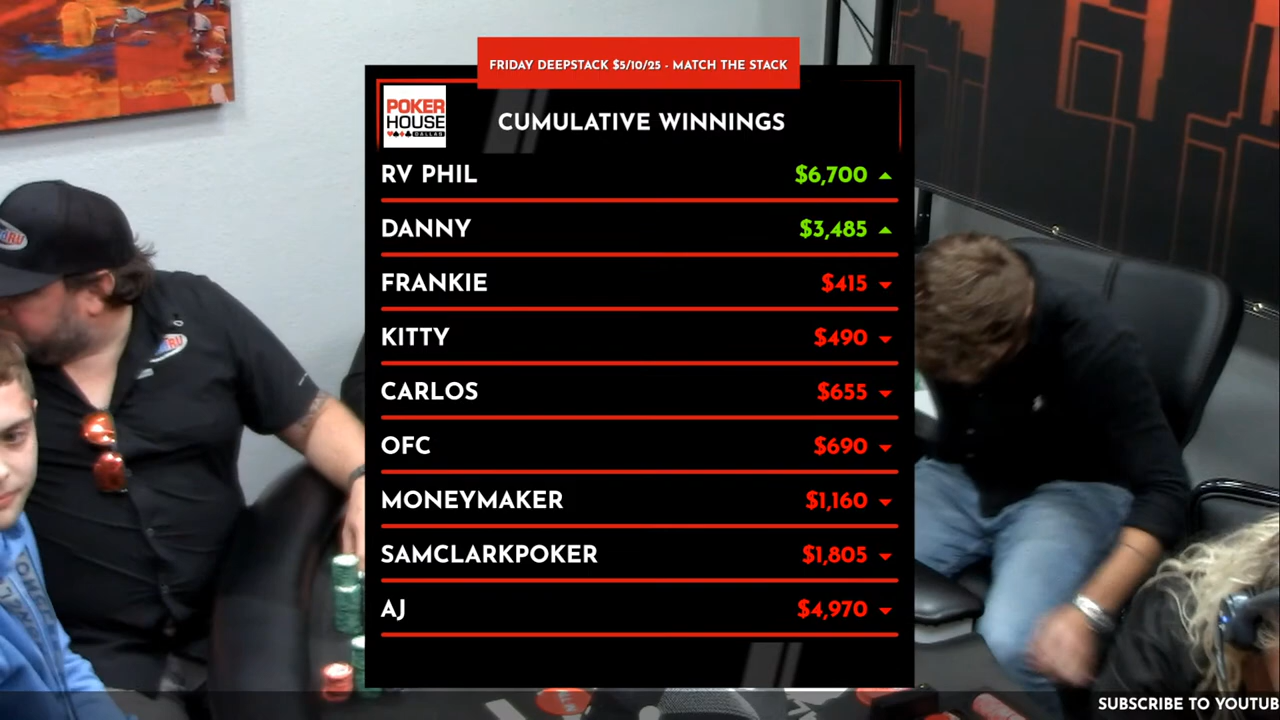 FRIDAY DEEPSTACK $5/10/25 - MATCH THE STACK
POKER
HOUSE
DALLAS
CUMULATIVE WINNINGS
RV PHIL $6,700
DANNY $3,485
FRANKIE $415
KITTY $490
CARLOS $655
OFC $690
MONEYMAKER $1,160
SAMCLARKPOKER $1,805
AJ $4,970
SUBSCRIBE TO YOUTUB